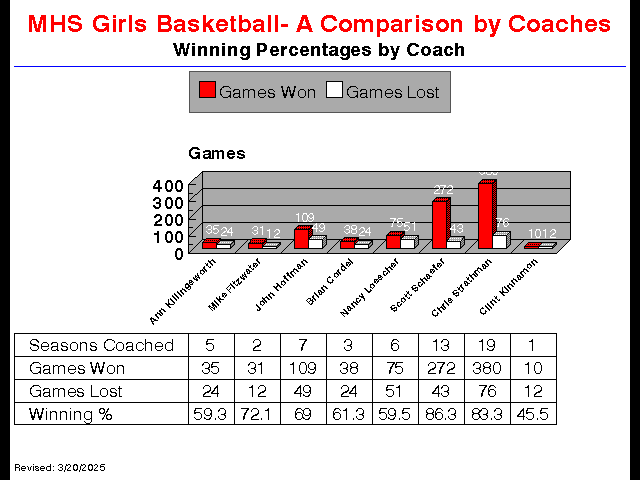 MHS Girls Basketball- A Comparison by Coaches
Winning Percentages by Coach
Games Won Games Lost
Games
400
300
200
100
0
35 24 31 12 109 49 38 24 75 51 272 43 380 76 10 12
Ann Killingsworth
Mike Fitzwater
John Hoffman
Brian Cordel
Nancy Loescher
Scott Schaefer
Chris Strathman
Clint Kinnamon
Seasons Coached 5 2 7 3 6 13 19 1
Games Won 35 31 109 38 75 272 380 10
Games Lost 24 12 49 24 51 43 76 12
Winning % 59.3 72.1 69 61.3 59.5 86.3 83.3 45.5
Revised: 3/20/2025